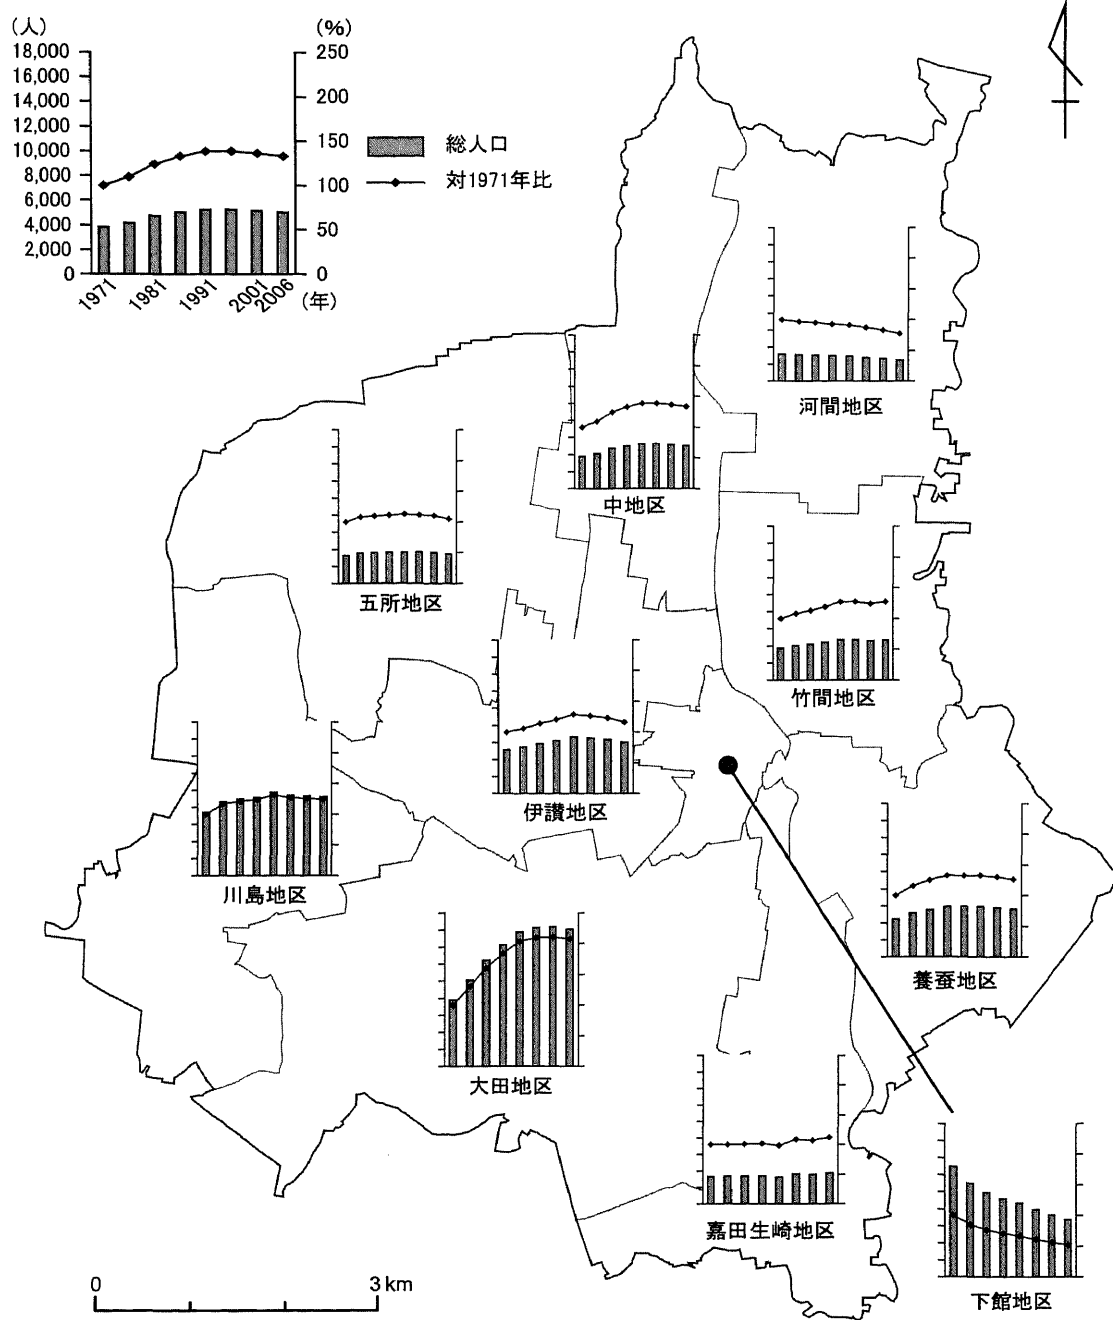 (人)
(%)
18,000
16,000
14,000
12,000
10,000
8,000
6,000
4,000
2,000
0
250
200
150
100
50
0
1971
1981
1991
2001
2006
(年)
総人口
対1971年比
河間地区
中地区
五所地区
竹間地区
伊讃地区
川島地区
養蚕地区
大田地区
嘉田生崎地区
下館地区
0
3 km